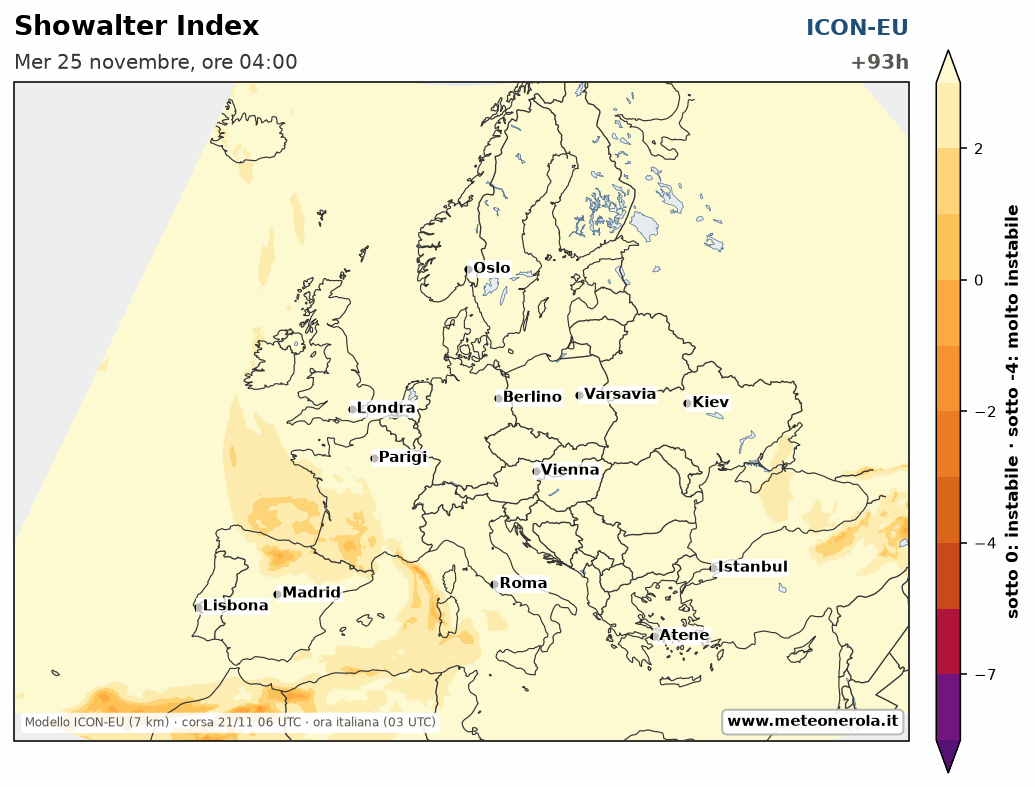 Showalter Index
ICON-EU
Mer 25 novembre, ore 04:00
+93h
2
0
−2
−4
−7
sotto 0: instabile · sotto -4: molto instabile
Oslo
Berlino
Varsavia
Kiev
Londra
Parigi
Vienna
Istanbul
Roma
Madrid
Lisbona
Atene
Modello ICON-EU (7 km) · corsa 21/11 06 UTC · ora italiana (03 UTC)
www.meteonerola.it